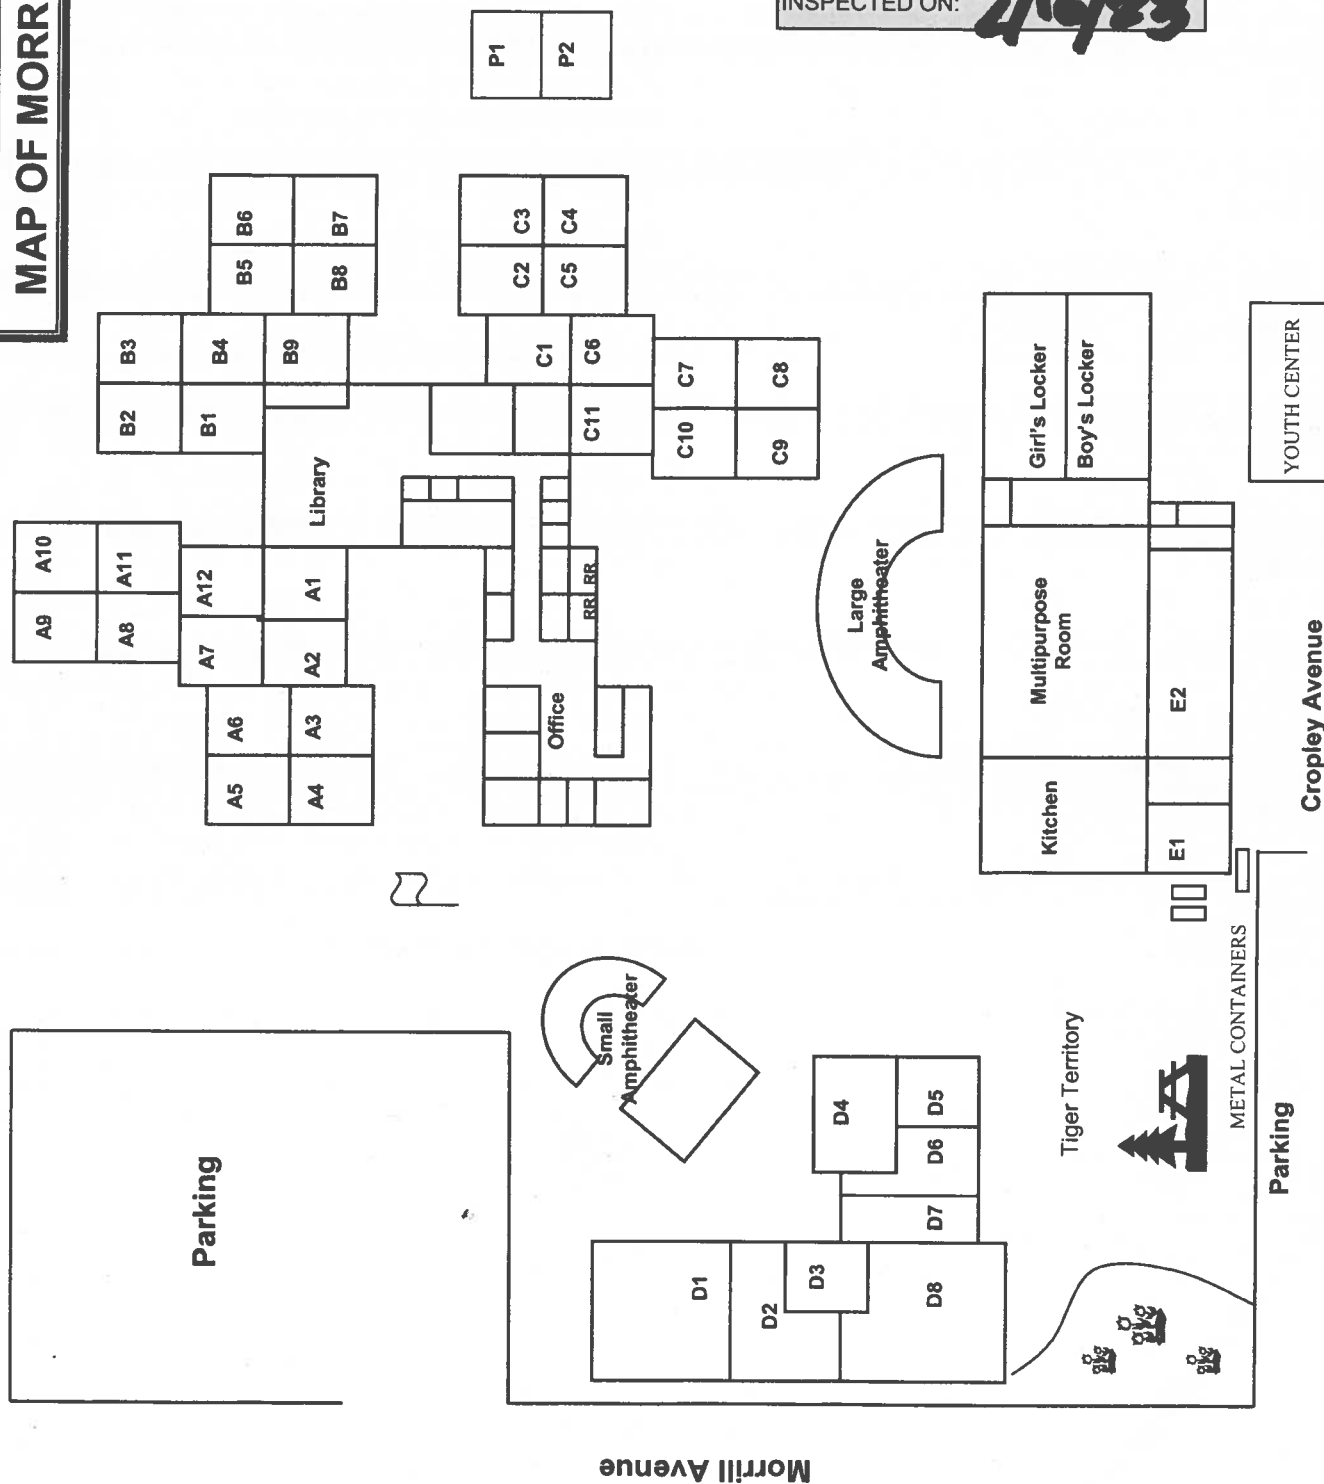 MAP OF MORR
INSPECTED ON:
P1
P2
B6
B7
B5
B8
B3
B4
B9
B2
B1
C3
C4
C2
C5
C1
C6
C11
C7
C8
C10
C9
Library
A10
A11
A12
A1
A9
A8
A7
A2
A6
A3
A5
A4
RR
RR
Office
Large
Amphitheater
Girl's Locker
Boy's Locker
Multipurpose
Room
Kitchen
E2
E1
YOUTH CENTER
Cropley Avenue
Small
Amphitheater
Parking
D4
D5
D6
D7
D1
D2
D3
D8
Tiger Territory
METAL CONTAINERS
Parking
Morrill Avenue